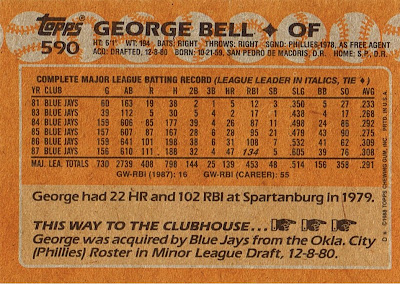 Topps
590
GEORGE BELL ♦ OF
HT: 6'1" WT: 194 BATS: RIGHT THROWS: RIGHT SGND: PHILLIES-1978, AS FREE AGENT
ACQ: DRAFTED, 12-8-80 BORN: 10-21-59, SAN PEDRO DE MACORIS, D.R. HOME: S.P., D.R.
COMPLETE MAJOR LEAGUE BATTING RECORD (LEAGUE LEADER IN ITALICS, TIE ♦)
YR CLUB G AB R H 2B 3B HR RBI SB SLG BB SO AVG
81 BLUE JAYS 60 163 19 38 2 1 5 12 3 .350 5 27 .233
83 BLUE JAYS 39 112 5 30 5 4 2 17 1 .438 4 17 .268
84 BLUE JAYS 159 606 85 177 39 4 26 87 11 .498 24 86 .292
85 BLUE JAYS 157 607 87 167 28 6 28 95 21 .479 43 90 .275
86 BLUE JAYS 159 641 101 198 38 6 31 108 7 .532 41 62 .309
87 BLUE JAYS 156 610 111 188 32 4 47 134 5 .605 39 76 .308
MAJ. LEA. TOTALS 730 2739 408 798 144 25 139 453 48 .514 156 358 .291
GW-RBI (1987): 16 GW-RBI (CAREER): 55
George had 22 HR and 102 RBI at Spartanburg in 1979.
THIS WAY TO THE CLUBHOUSE...
George was acquired by Blue Jays from the Okla. City
(Phillies) Roster in Minor League Draft, 12-8-80.
© 1988 TOPPS CHEWING GUM, INC. PRTD. IN U.S.A.